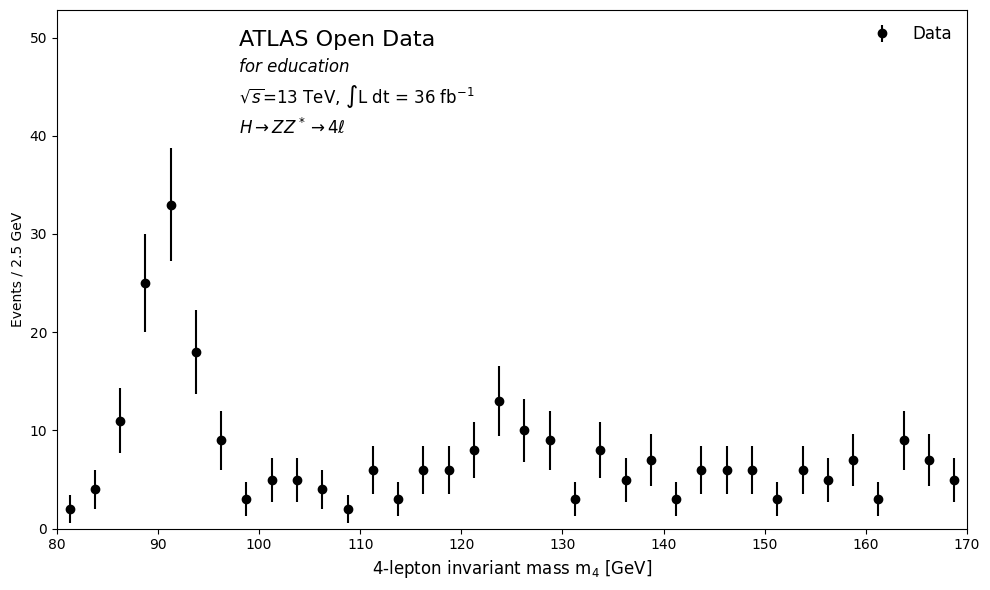 ATLAS Open Data
for education
√s=13 TeV, ∫L dt = 36 fb⁻¹
H → ZZ* → 4ℓ
Data
Events / 2.5 GeV
50
40
30
20
10
0
80 90 100 110 120 130 140 150 160 170
4-lepton invariant mass m₄ [GeV]